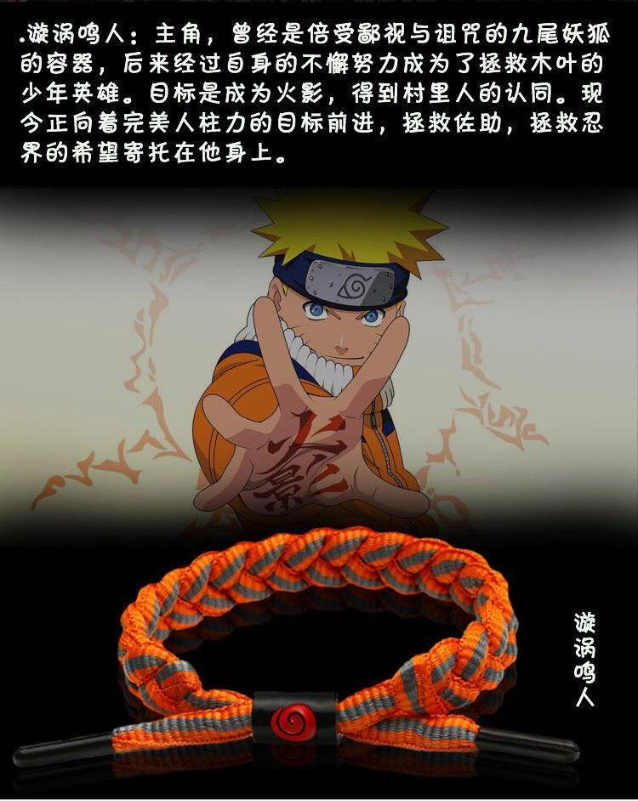 .漩涡鸣人：主角，曾经是倍受鄙视与诅咒的九尾妖狐
的容器，后来经过自身的不懈努力成为了拯救木叶的
少年英雄。目标是成为火影，得到村里人的认同。现
今正向着完美人柱力的目标前进，拯救佐助，拯救忍
界的希望寄托在他身上。
火影
漩涡鸣人